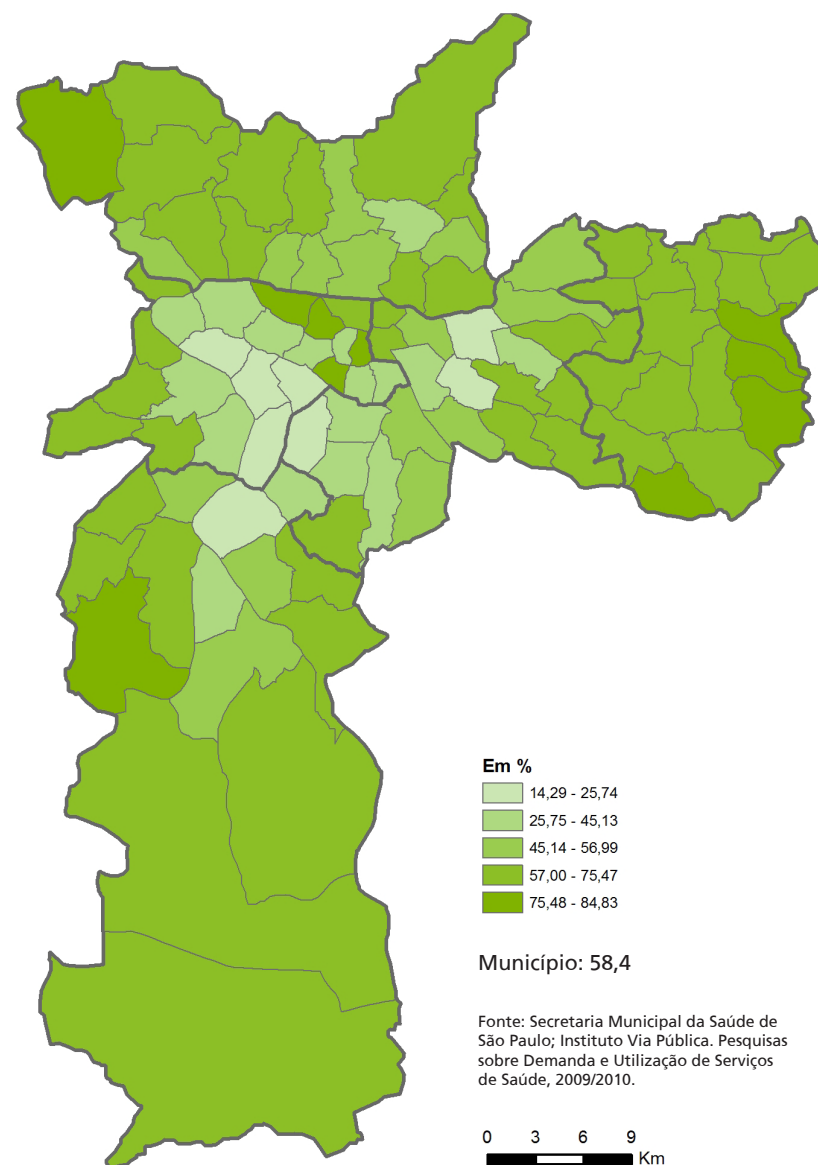 Em %
14,29 - 25,74
25,75 - 45,13
45,14 - 56,99
57,00 - 75,47
75,48 - 84,83
Município: 58,4
Fonte: Secretaria Municipal da Saúde de
São Paulo; Instituto Via Pública. Pesquisas
sobre Demanda e Utilização de Serviços
de Saúde, 2009/2010.
0 3 6 9
Km